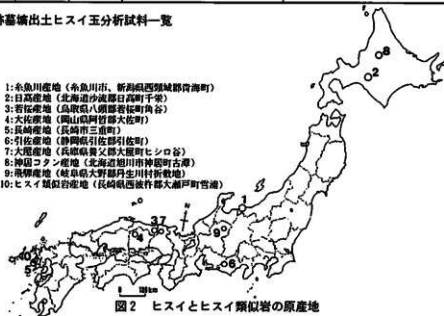 跡墓墳出土ヒスイ玉分析試料一覧
1:糸魚川産地（糸魚川市、新潟県西頸城郡青海町）
2:日高産地（北海道沙流郡日高町千栄）
3:若桜産地（鳥取県八頭郡若桜町角谷）
4:大佐産地（岡山県阿哲郡大佐町）
5:長崎産地（長崎市三重町）
6:引佐産地（静岡県引佐郡引佐町）
7:大屋産地（兵庫県養父郡大屋町ヒシロ谷）
8:神居コタン産地（北海道旭川市神居町古潭）
9:飛騨産地（岐阜県大野郡丹生川村折敷地）
10:ヒスイ類似岩産地（長崎県西彼杵郡大瀬戸町雪浦）
8
2
1
9
6
3
7
4
10
5
N
0
図2 ヒスイとヒスイ類似岩の原産地